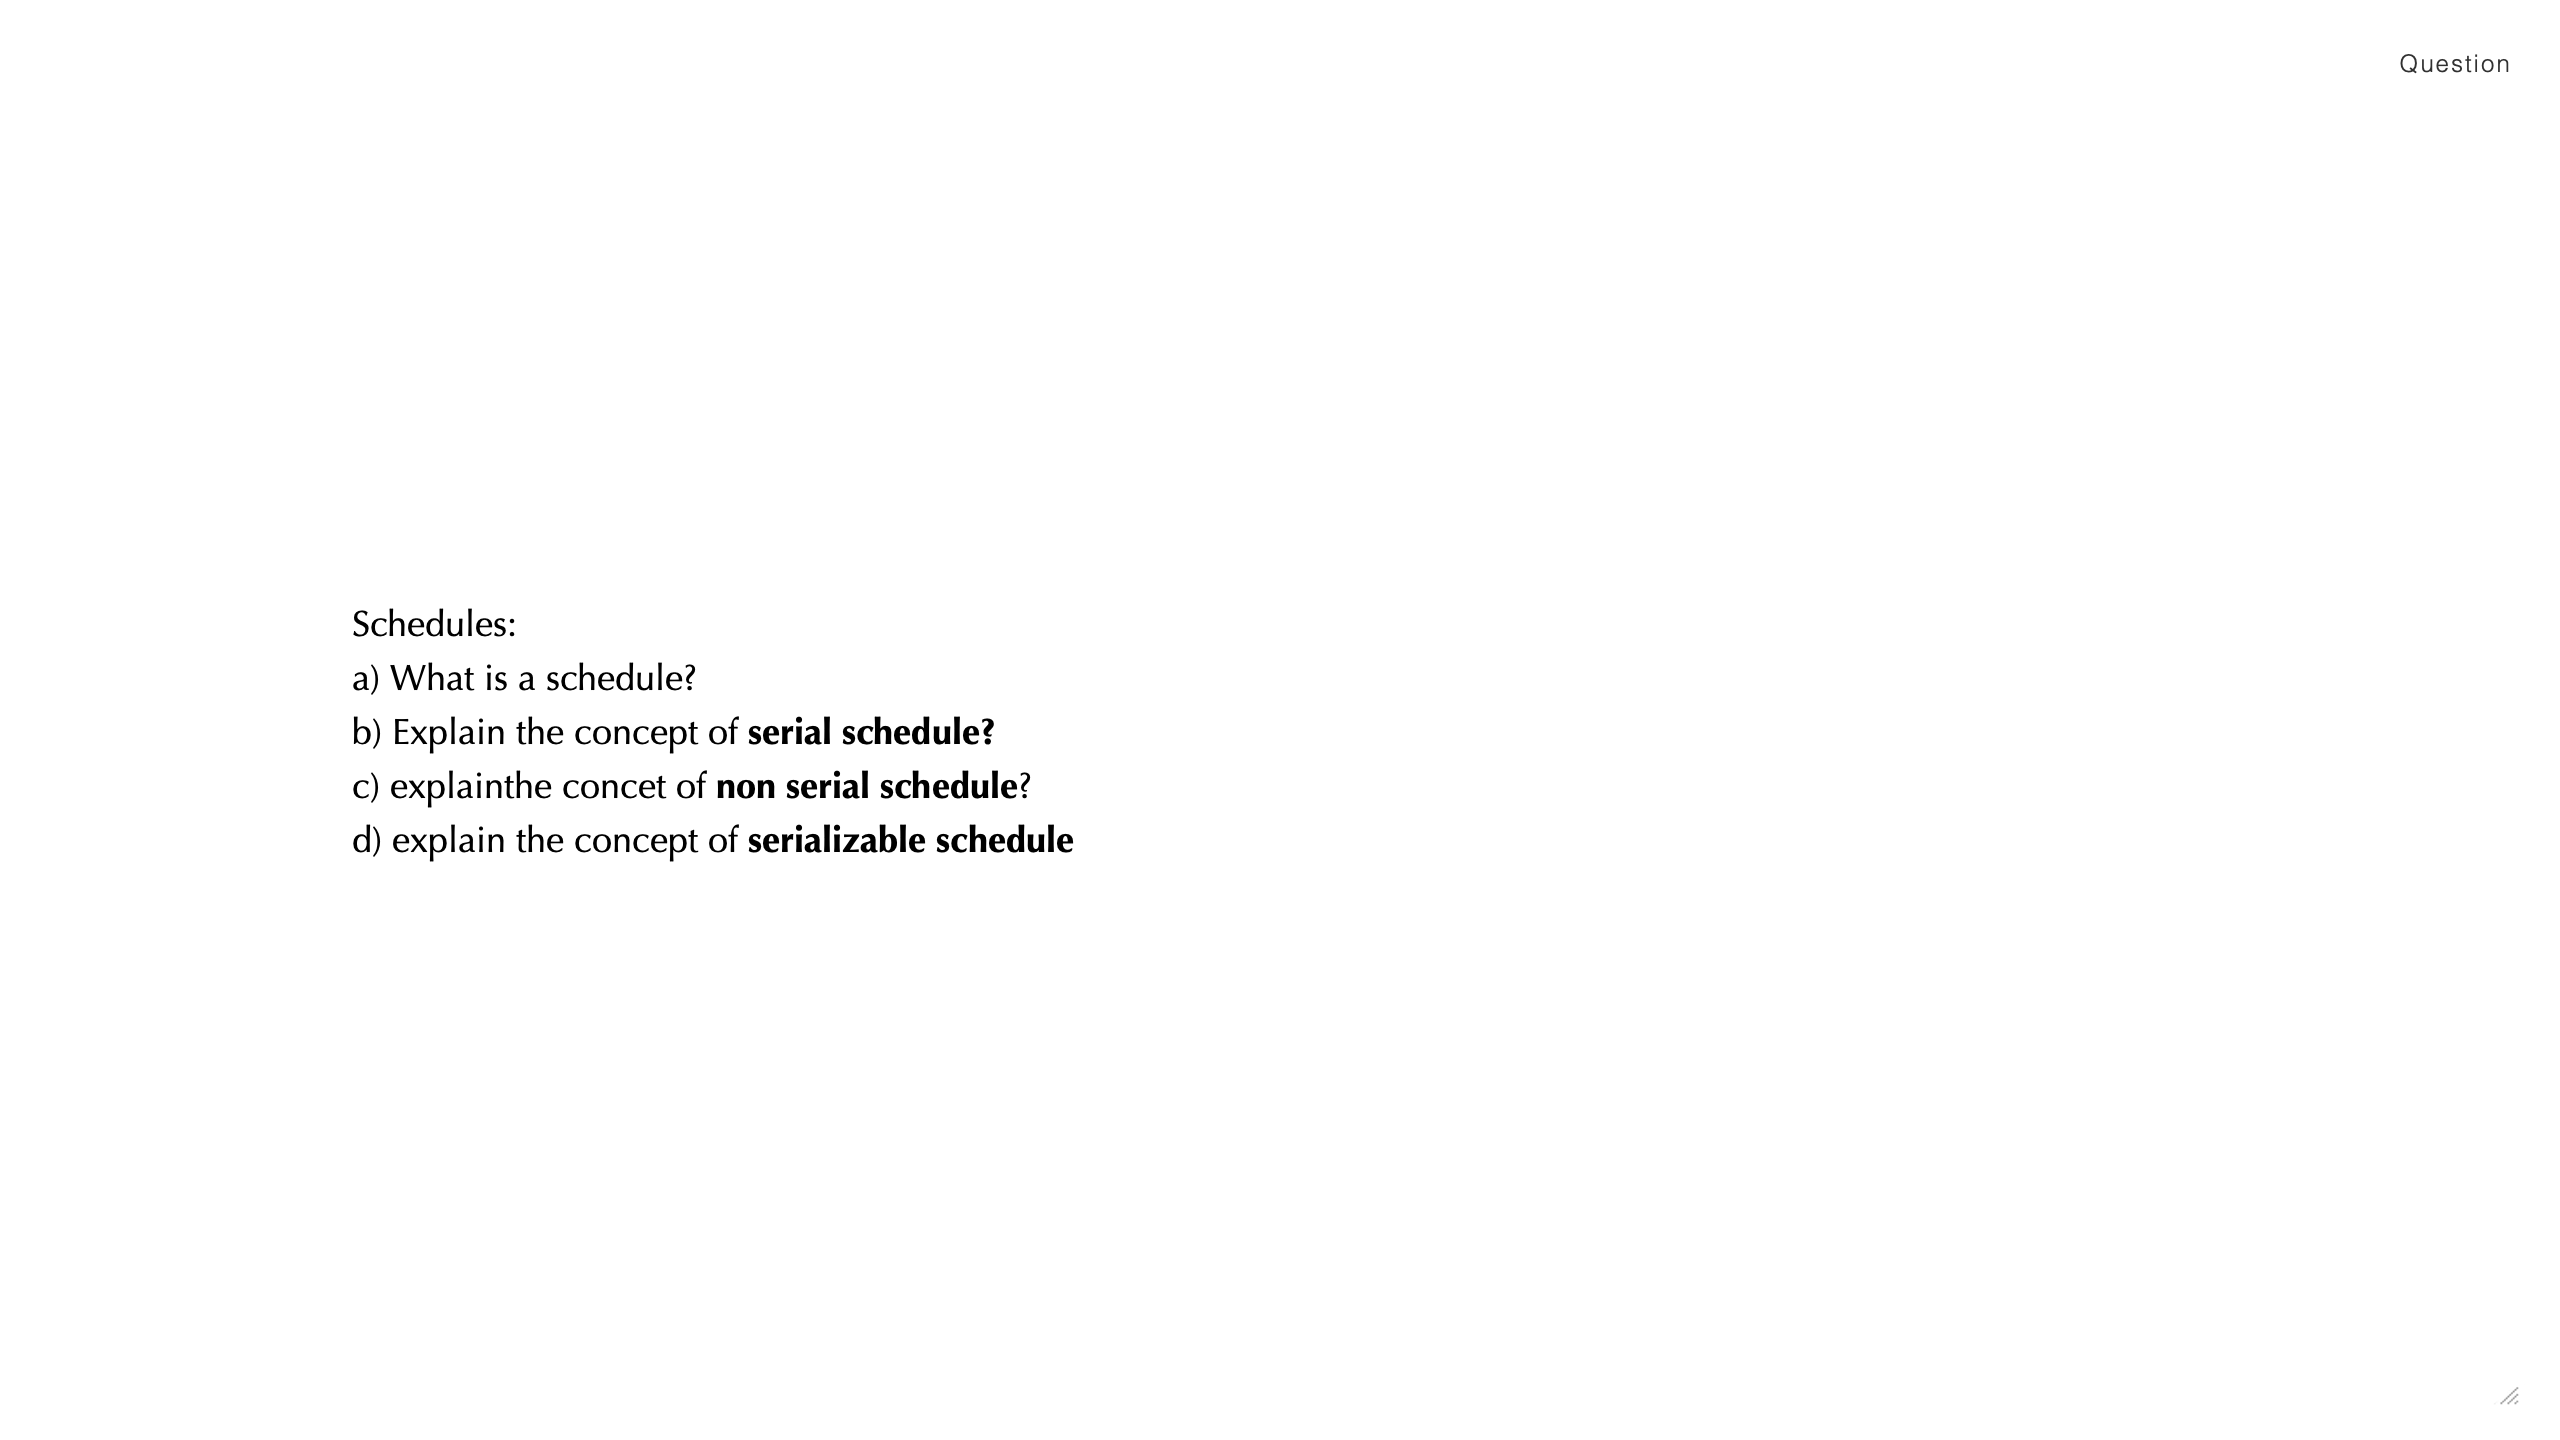 Question
Schedules:
a) What is a schedule?
b) Explain the concept of serial schedule?
c) explainthe concet of non serial schedule?
d) explain the concept of serializable schedule